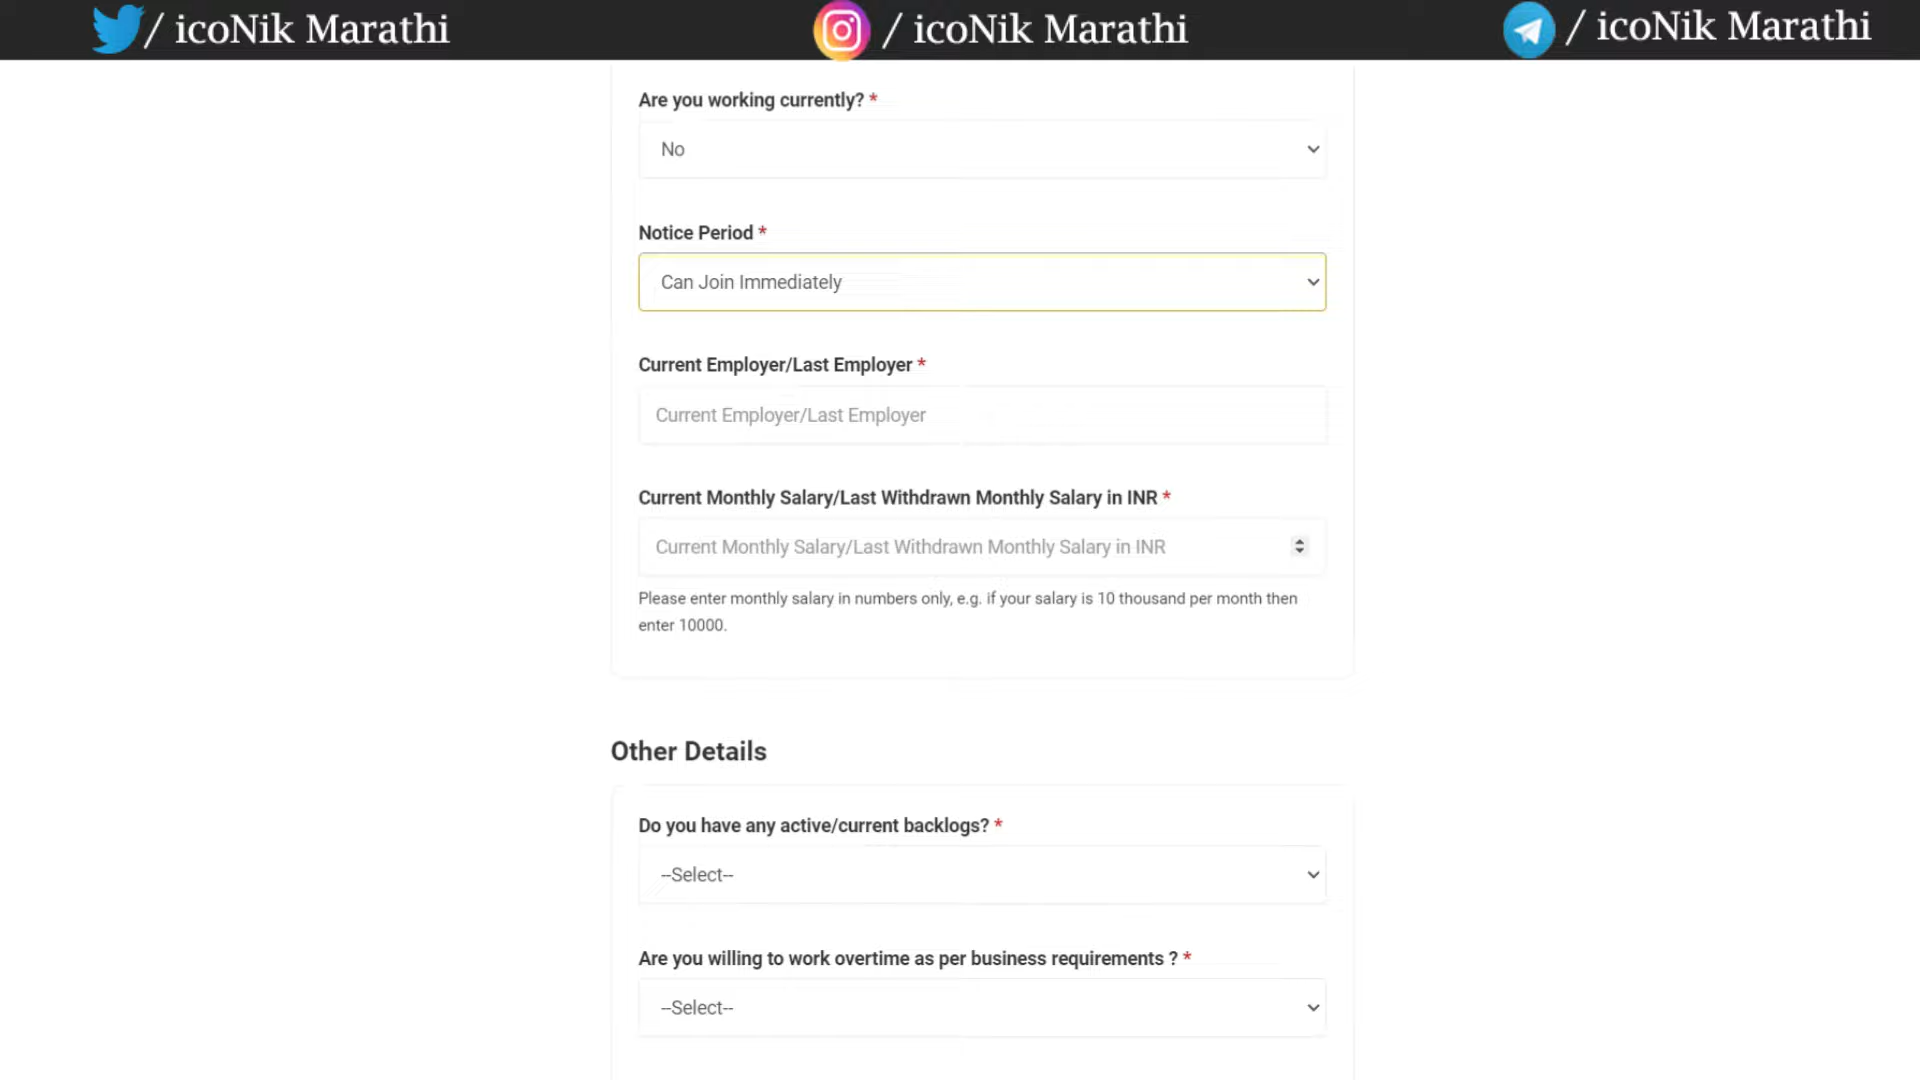 / icoNik Marathi
/ icoNik Marathi
/ icoNik Marathi
Are you working currently? *
No
Notice Period *
Can Join Immediately
Current Employer/Last Employer *
Current Employer/Last Employer
Current Monthly Salary/Last Withdrawn Monthly Salary in INR *
Current Monthly Salary/Last Withdrawn Monthly Salary in INR
Please enter monthly salary in numbers only, e.g. if your salary is 10 thousand per month then
enter 10000.
Other Details
Do you have any active/current backlogs? *
--Select--
Are you willing to work overtime as per business requirements ? *
--Select--